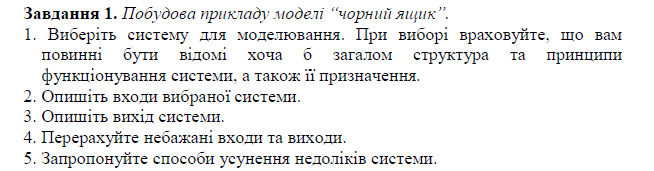 Завдання 1. Побудова прикладу моделі “чорний ящик”.
1. Виберіть систему для моделювання. При виборі враховуйте, що вам
повинні бути відомі хоча б загалом структура та принципи
функціонування системи, а також її призначення.
2. Опишіть входи вибраної системи.
3. Опишіть вихід системи.
4. Перерахуйте небажані входи та виходи.
5. Запропонуйте способи усунення недоліків системи.